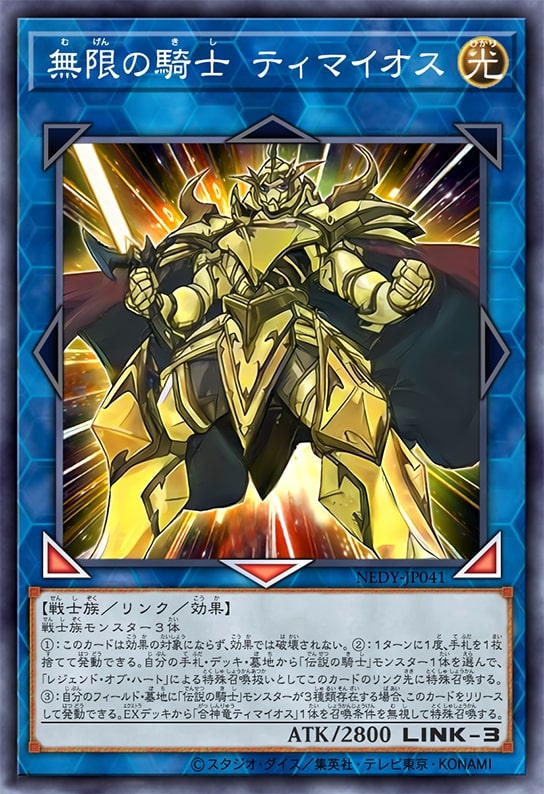 無限の騎士 ティマイオス 光
NEDY-JP041
【戦士族／リンク／効果】
戦士族モンスター３体
①：このカードは効果の対象にならず、効果では破壊されない。②：1ターンに1度、手札を1枚
捨てて発動できる。自分の手札・デッキ・墓地から「伝説の騎士」モンスター1体を選んで、
「レジェンド・オブ・ハート」による特殊召喚扱いとしてこのカードのリンク先に特殊召喚する。
③：自分のフィールド・墓地に「伝説の騎士」モンスターが３種類存在する場合、このカードをリリース
して発動できる。EXデッキから「合神竜ティマイオス」1体を召喚条件を無視して特殊召喚する。
ATK/2800 LINK-3
©スタジオ・ダイス/集英社・テレビ東京・KONAMI